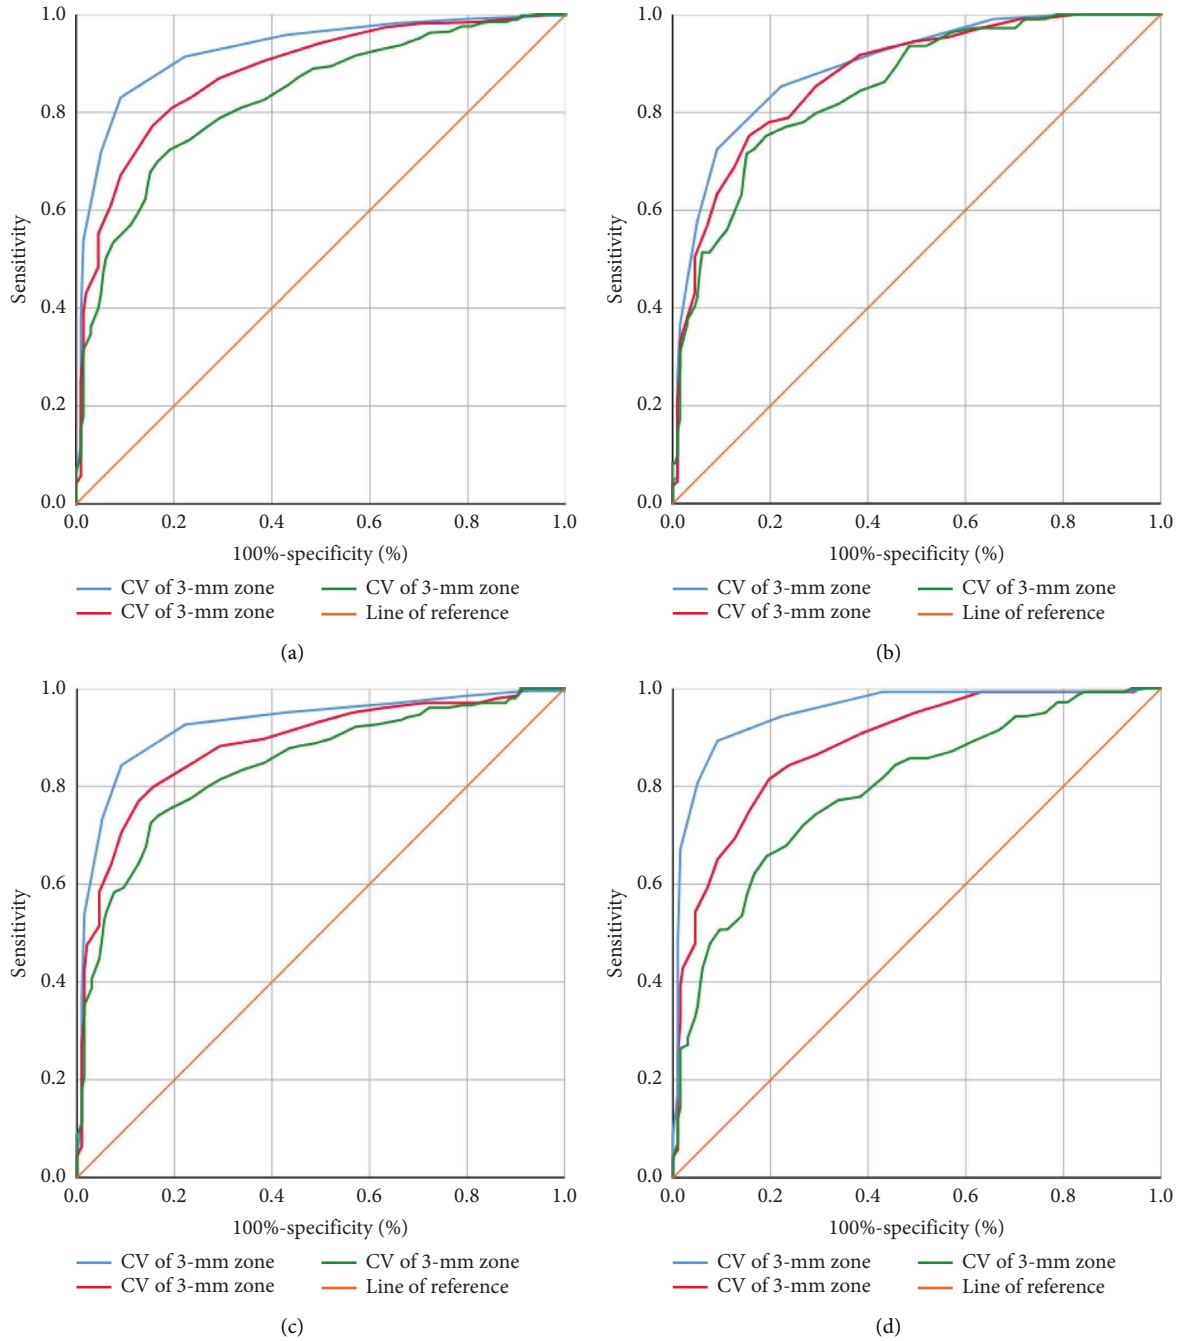 1.0
0.8
0.6
0.4
0.2
0.0
Sensitivity
0.0 0.2 0.4 0.6 0.8 1.0
100%-specificity (%)
CV of 3-mm zone CV of 3-mm zone
CV of 3-mm zone Line of reference
(a)
1.0
0.8
0.6
0.4
0.2
0.0
Sensitivity
0.0 0.2 0.4 0.6 0.8 1.0
100%-specificity (%)
CV of 3-mm zone CV of 3-mm zone
CV of 3-mm zone Line of reference
(b)
1.0
0.8
0.6
0.4
0.2
0.0
Sensitivity
0.0 0.2 0.4 0.6 0.8 1.0
100%-specificity (%)
CV of 3-mm zone CV of 3-mm zone
CV of 3-mm zone Line of reference
(c)
1.0
0.8
0.6
0.4
0.2
0.0
Sensitivity
0.0 0.2 0.4 0.6 0.8 1.0
100%-specificity (%)
CV of 3-mm zone CV of 3-mm zone
CV of 3-mm zone Line of reference
(d)